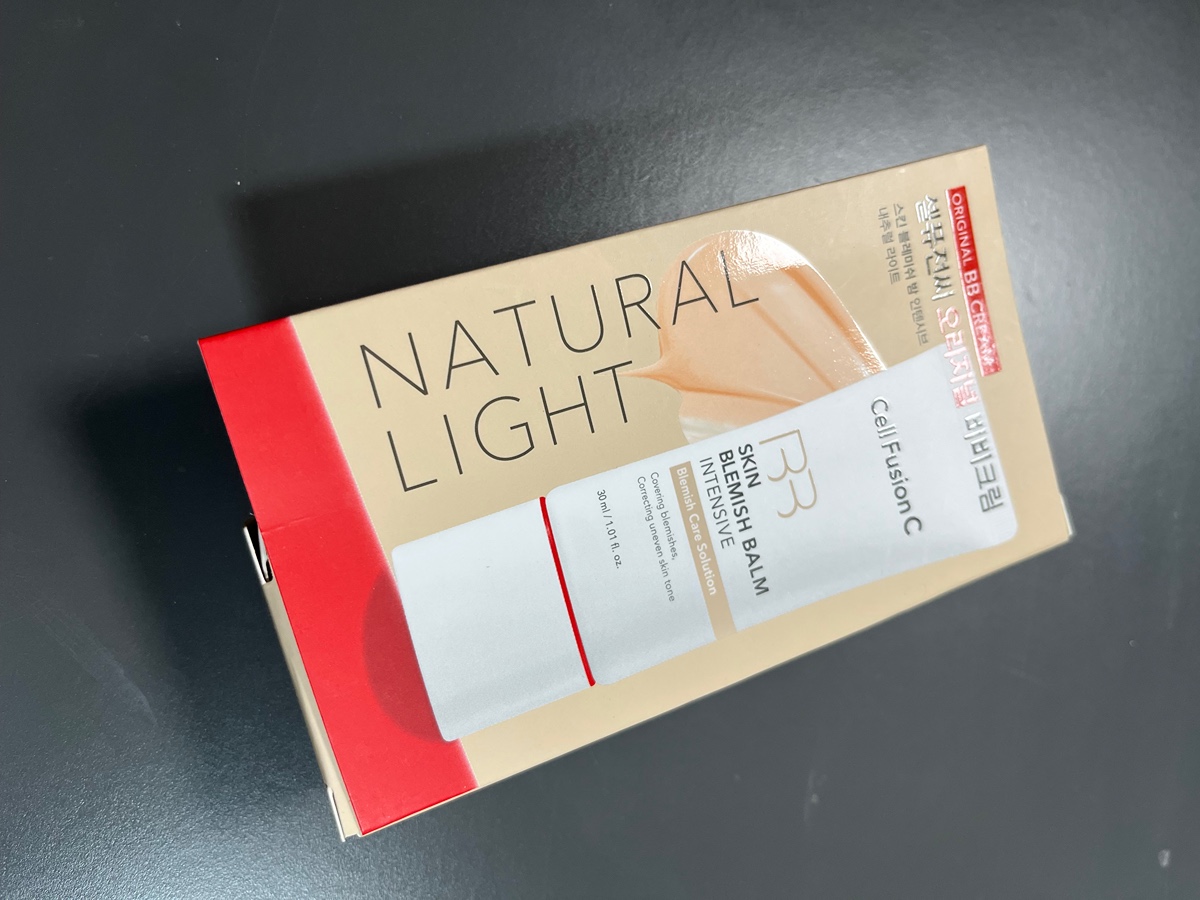 ORIGINAL BB CREAM
셀퓨전씨 오리지널 비비크림
스킨 블레미쉬 밤 인텐시브
내추럴 라이트
Cell Fusion C
BB
SKIN
BLEMISH BALM
INTENSIVE
Blemish Care Solution
Covering blemishes,
Correcting uneven skin tone
30 ml / 1.01 fl. oz.
NATURAL
LIGHT